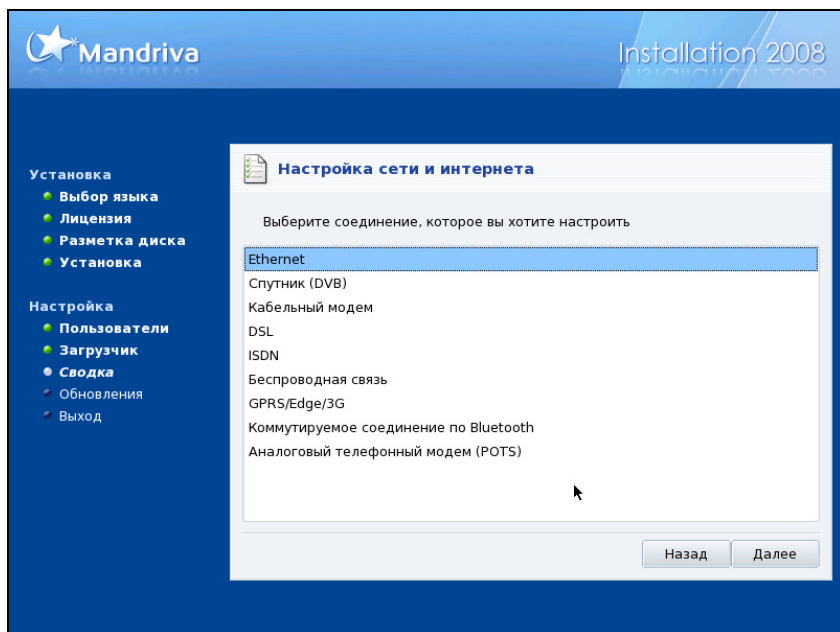 Mandriva
Installation 2008
Установка
Выбор языка
Лицензия
Разметка диска
Установка
Настройка
Пользователи
Загрузчик
Сводка
Обновления
Выход
Настройка сети и интернета
Выберите соединение, которое вы хотите настроить
Ethernet
Спутник (DVB)
Кабельный модем
DSL
ISDN
Беспроводная связь
GPRS/Edge/3G
Коммутируемое соединение по Bluetooth
Аналоговый телефонный модем (POTS)
Назад
Далее